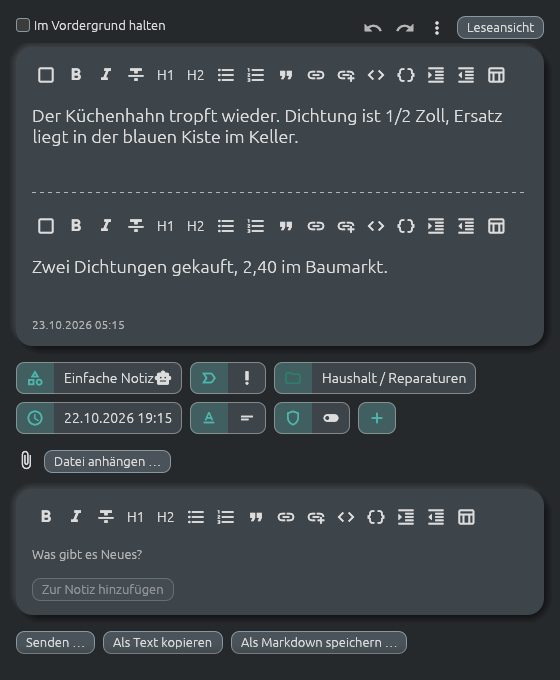 Im Vordergrund halten
Leseansicht
B I S H1 H2
Der Küchenhahn tropft wieder. Dichtung ist 1/2 Zoll, Ersatz
liegt in der blauen Kiste im Keller.
B I S H1 H2
Zwei Dichtungen gekauft, 2,40 im Baumarkt.
23.10.2026 05:15
Einfache Notiz
Haushalt / Reparaturen
22.10.2026 19:15
Datei anhängen …
B I S H1 H2
Was gibt es Neues?
Zur Notiz hinzufügen
Senden …
Als Text kopieren
Als Markdown speichern …